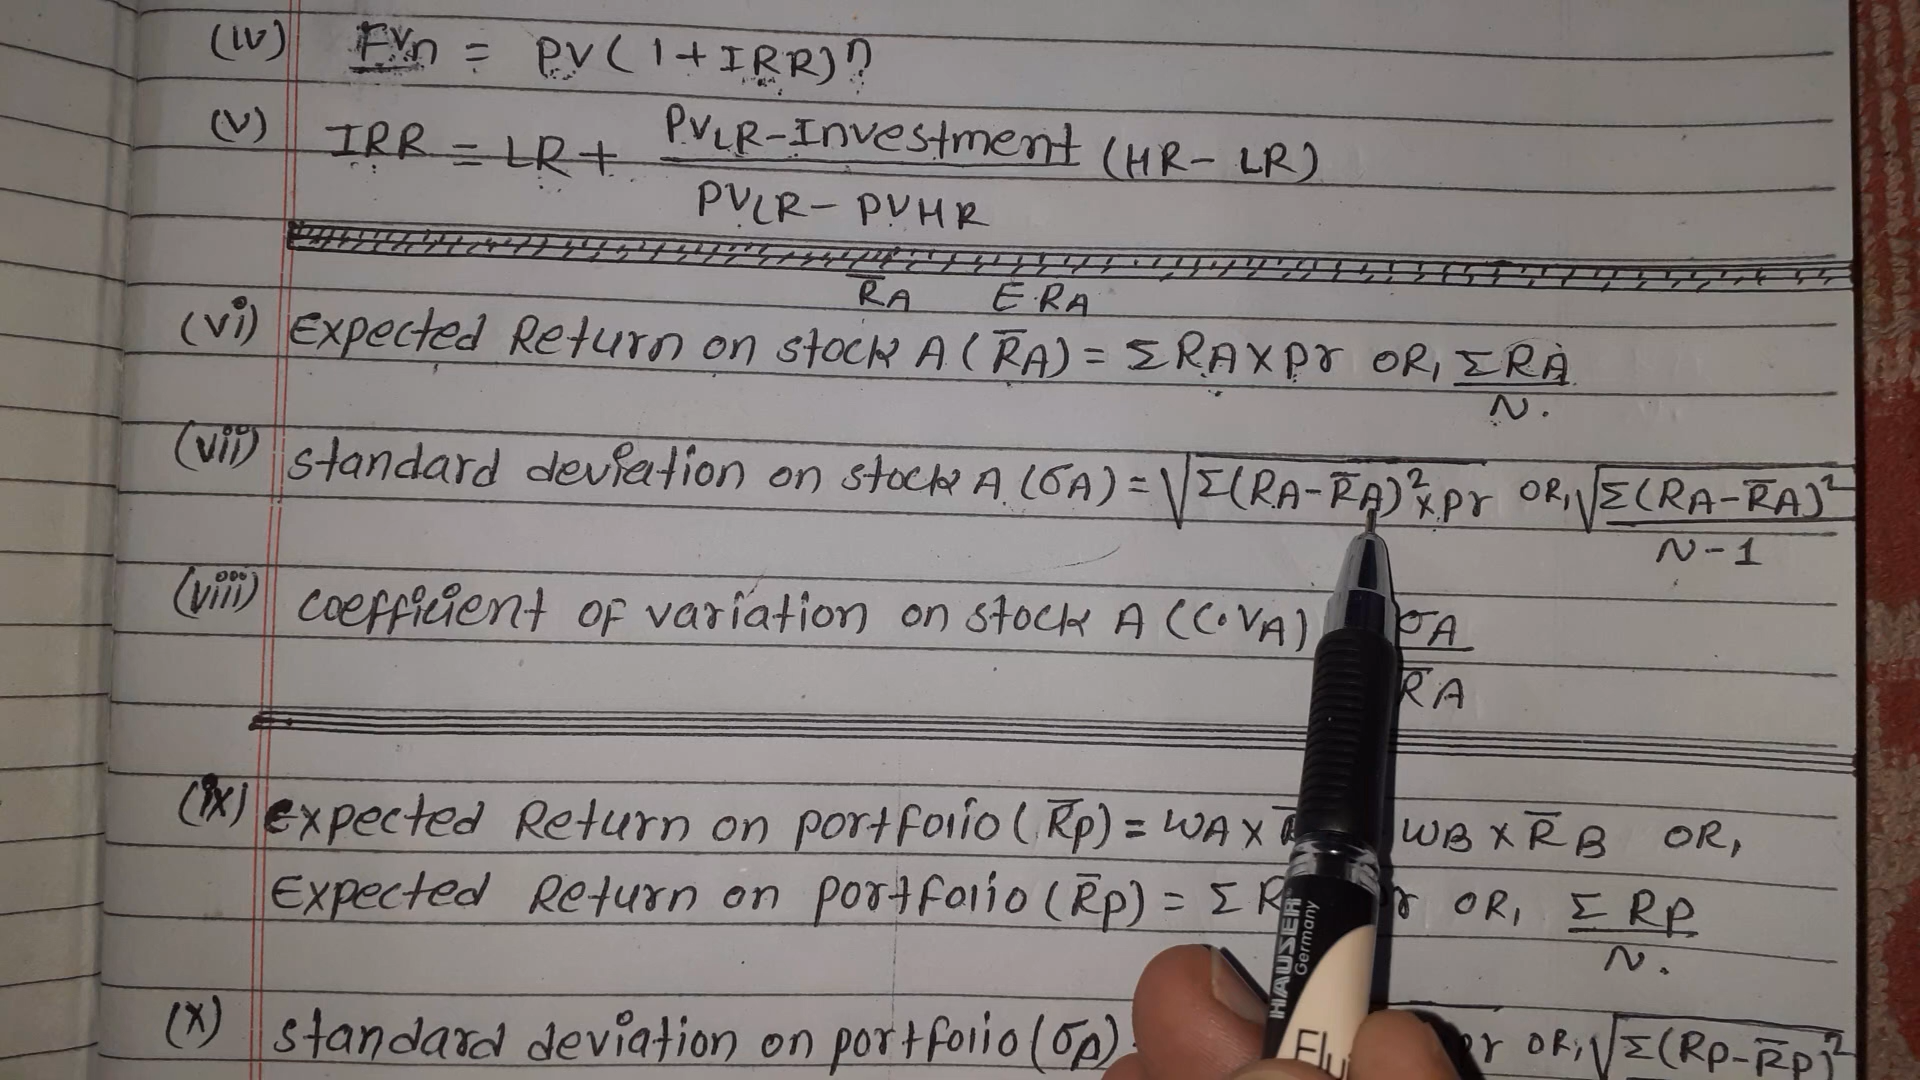 (iv) FVn = PV(1+IRR)n
(v) IRR = LR + PVLR-Investment (HR- LR)
PVLR- PVHR
R̅A E·RA
(vi) Expected Return on stock A (R̅A) = ΣRA×Pr OR, ΣRA
N.
(vii) standard deviation on stock A (σA) = √Σ(RA-R̅A)²×Pr OR, √Σ(RA-R̅A)²
N-1
(viii) coefficient of variation on stock A (C.VA) σA
R̅A
(ix) Expected Return on portfolio (R̅P) = WA× WB×R̅B OR,
Expected Return on portfolio (R̅P) = ΣR r OR, ΣRP
N.
(x) standard deviation on portfolio (σP) Pr OR, √Σ(RP-R̅P)²
HAUSER
Germany